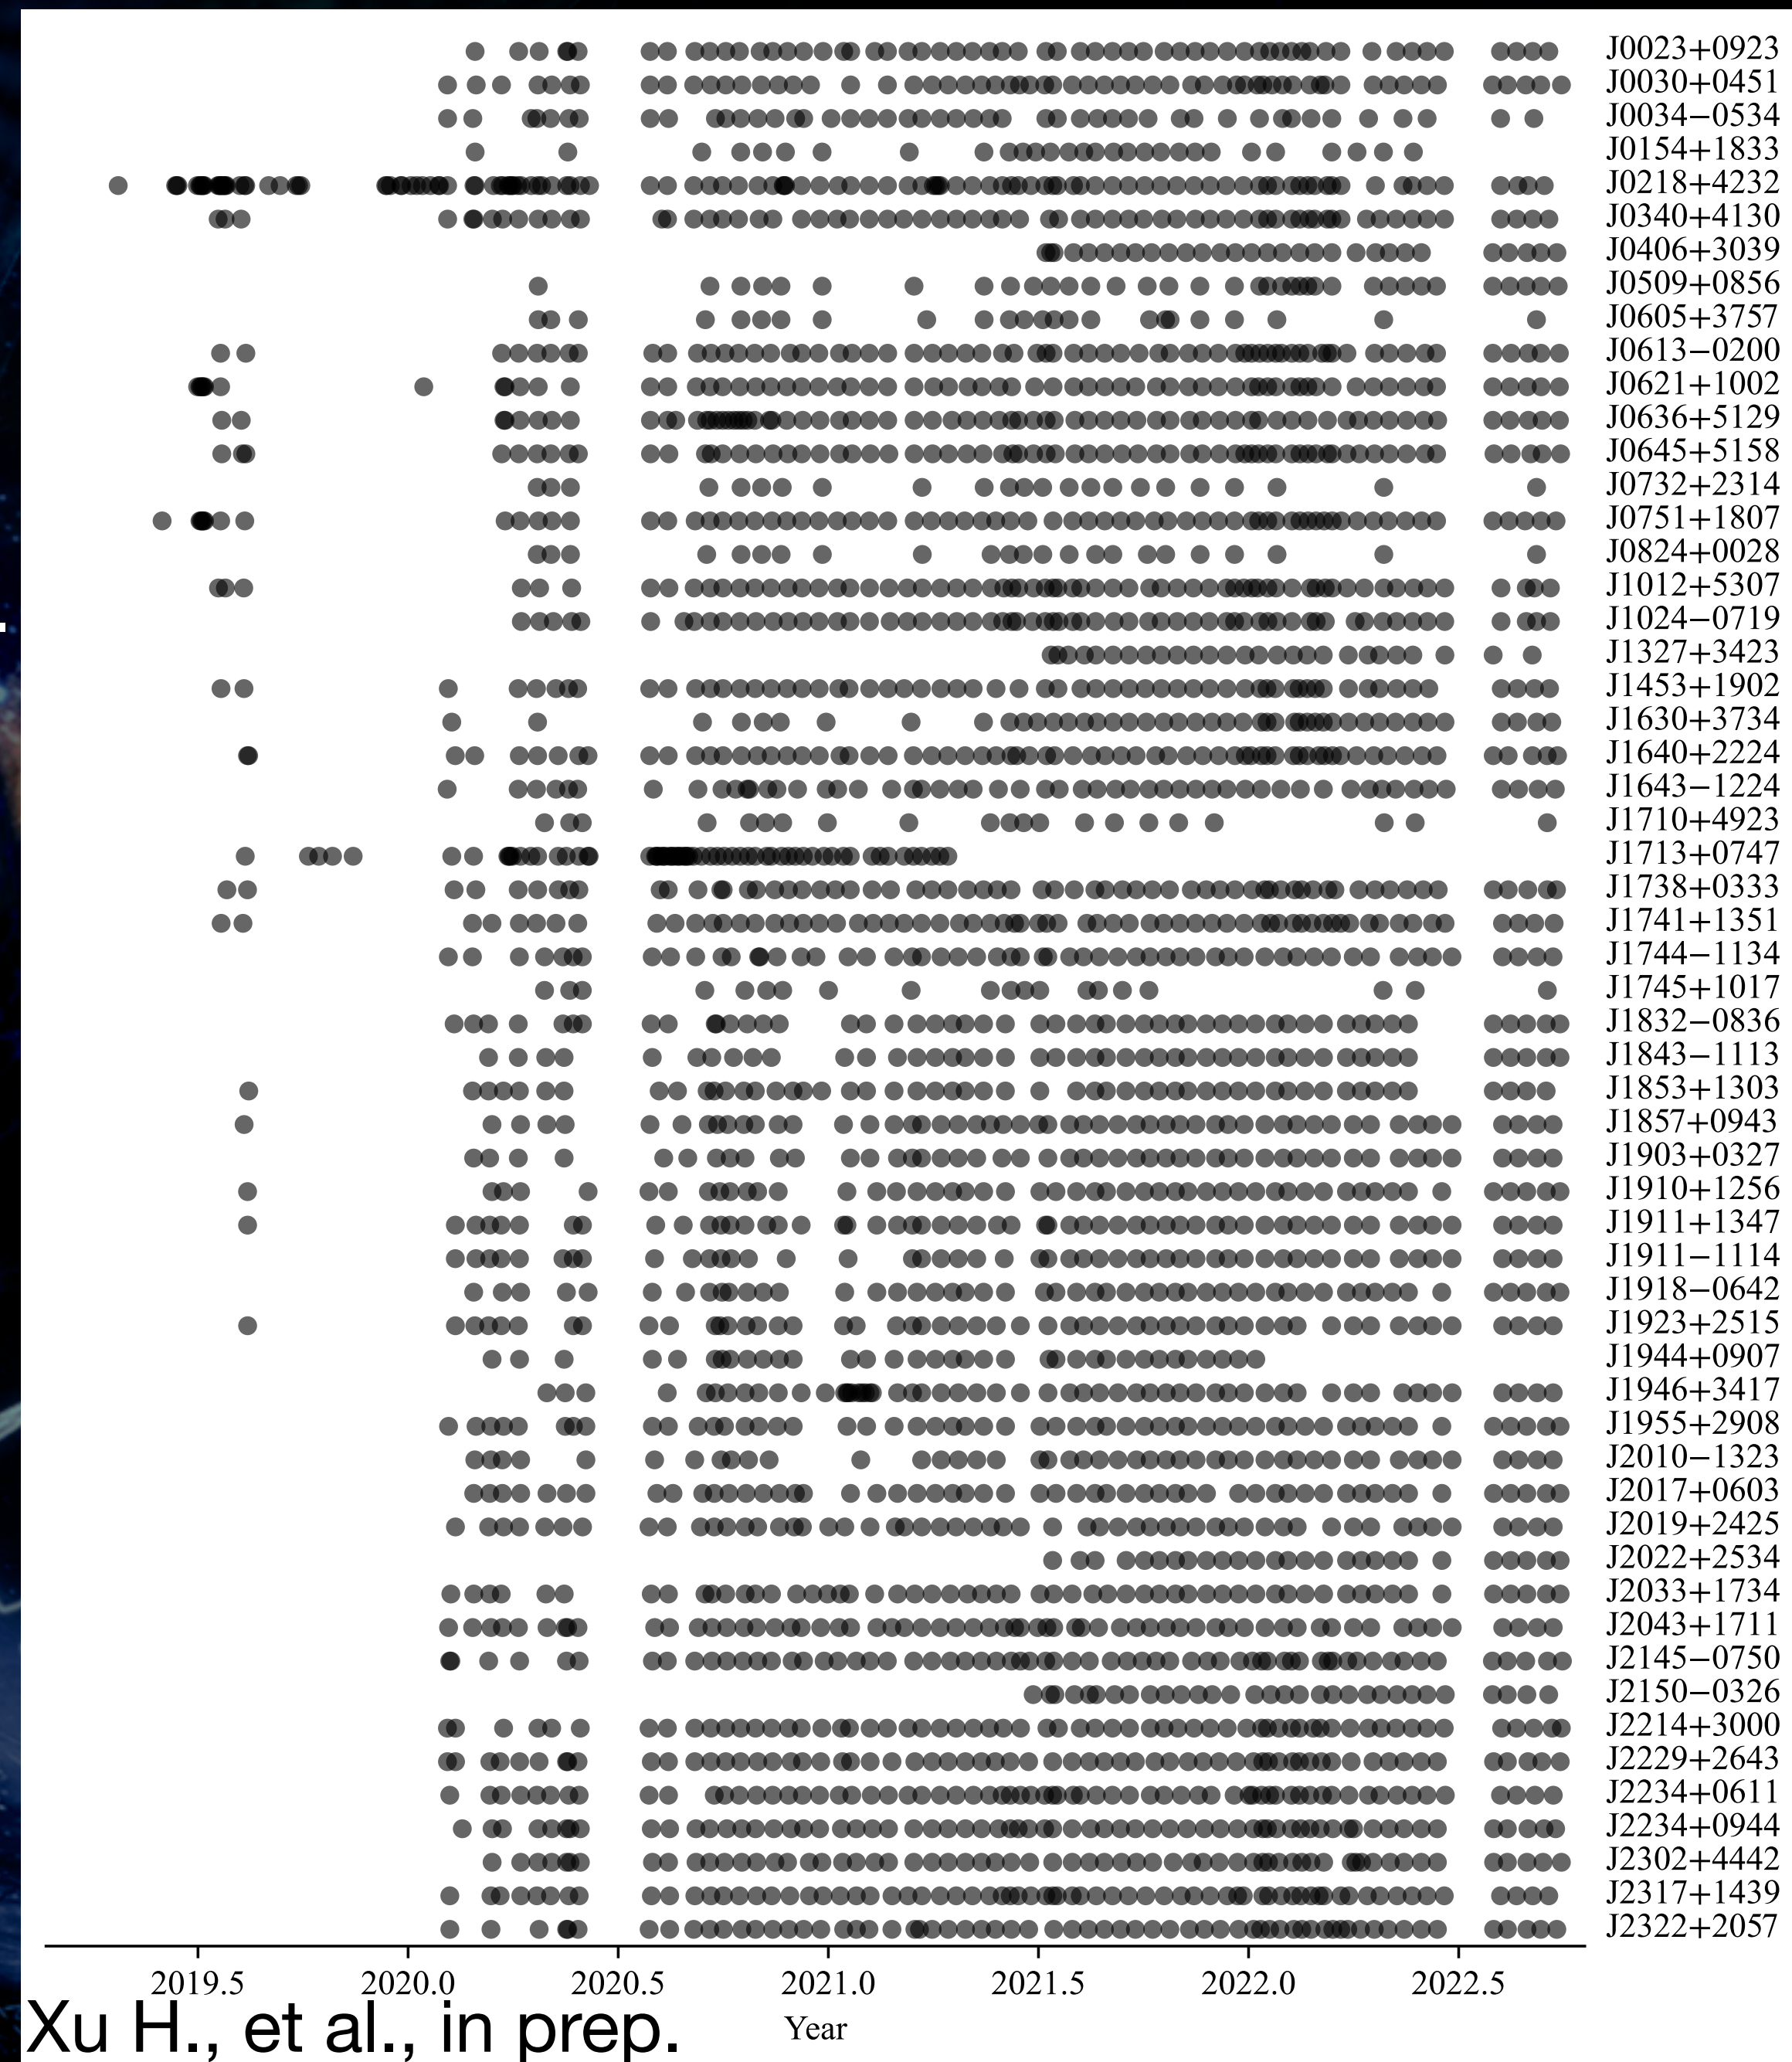 J0023+0923
J0030+0451
J0034−0534
J0154+1833
J0218+4232
J0340+4130
J0406+3039
J0509+0856
J0605+3757
J0613−0200
J0621+1002
J0636+5129
J0645+5158
J0732+2314
J0751+1807
J0824+0028
J1012+5307
J1024−0719
J1327+3423
J1453+1902
J1630+3734
J1640+2224
J1643−1224
J1710+4923
J1713+0747
J1738+0333
J1741+1351
J1744−1134
J1745+1017
J1832−0836
J1843−1113
J1853+1303
J1857+0943
J1903+0327
J1910+1256
J1911+1347
J1911−1114
J1918−0642
J1923+2515
J1944+0907
J1946+3417
J1955+2908
J2010−1323
J2017+0603
J2019+2425
J2022+2534
J2033+1734
J2043+1711
J2145−0750
J2150−0326
J2214+3000
J2229+2643
J2234+0611
J2234+0944
J2302+4442
J2317+1439
J2322+2057
2019.5 2020.0 2020.5 2021.0 2021.5 2022.0 2022.5
Year
Xu H., et al., in prep.